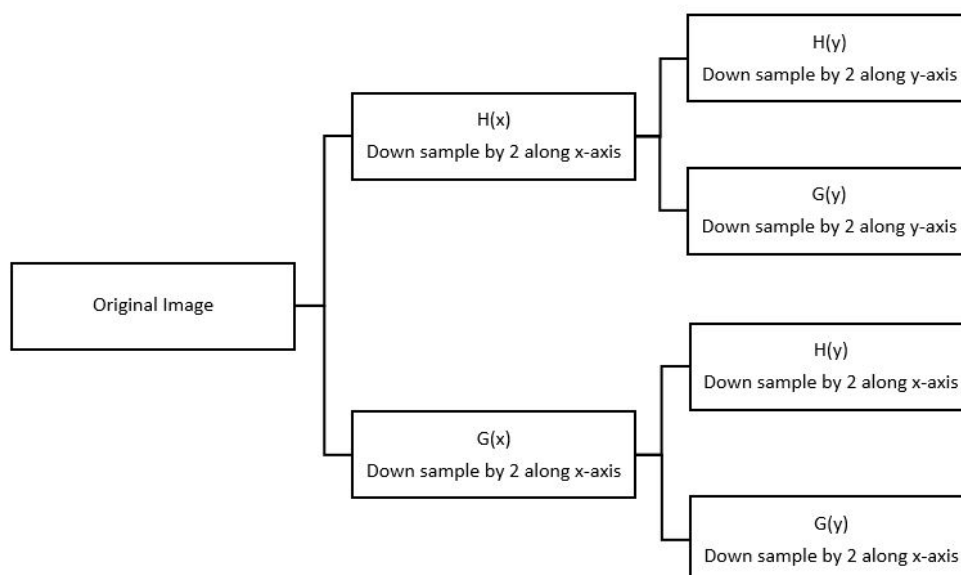 H(y)
Down sample by 2 along y-axis
H(x)
Down sample by 2 along x-axis
G(y)
Down sample by 2 along y-axis
Original Image
H(y)
Down sample by 2 along x-axis
G(x)
Down sample by 2 along x-axis
G(y)
Down sample by 2 along x-axis